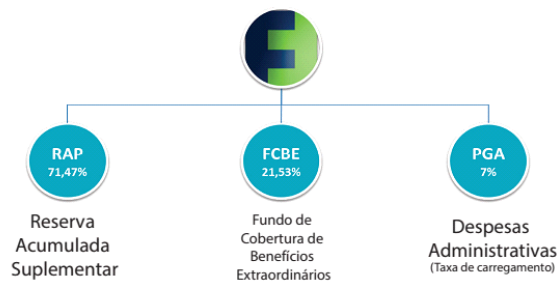 RAP
71,47%
Reserva
Acumulada
Suplementar
FCBE
21,53%
Fundo de
Cobertura de
Benefícios
Extraordinários
PGA
7%
Despesas
Administrativas
(Taxa de carregamento)